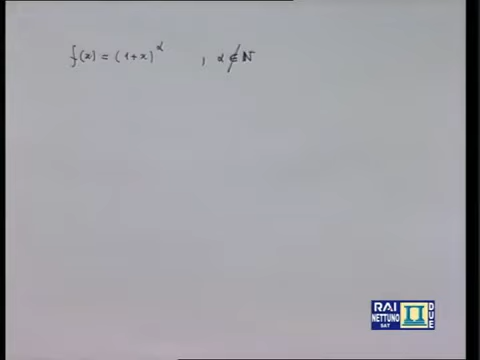 f(x) = (1+x)^α , α ∉ ℕ
RAI
NETTUNO
SAT
DUE